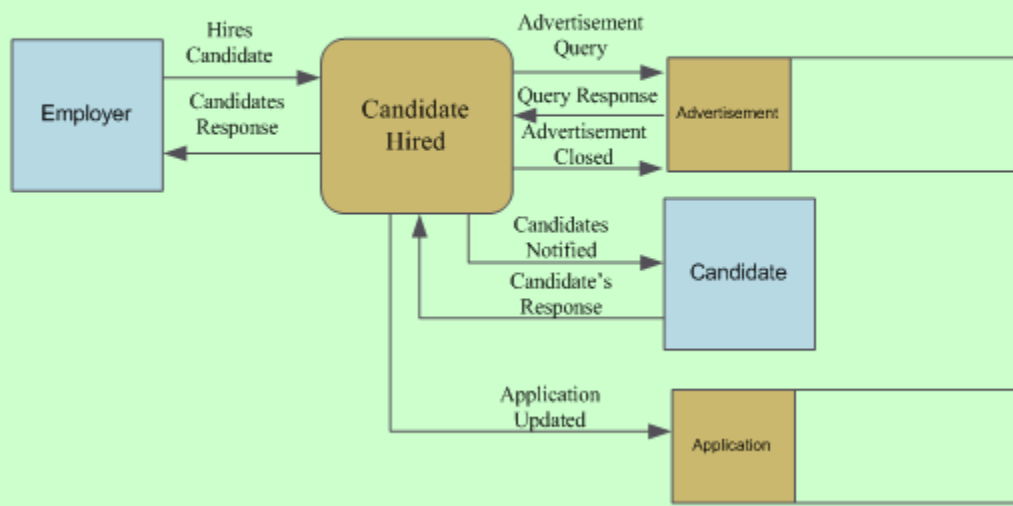 Hires
Candidate
Employer
Candidates
Response
Candidate
Hired
Advertisement
Query
Query Response
Advertisement
Closed
Advertisement
Candidates
Notified
Candidate's
Response
Candidate
Application
Updated
Application